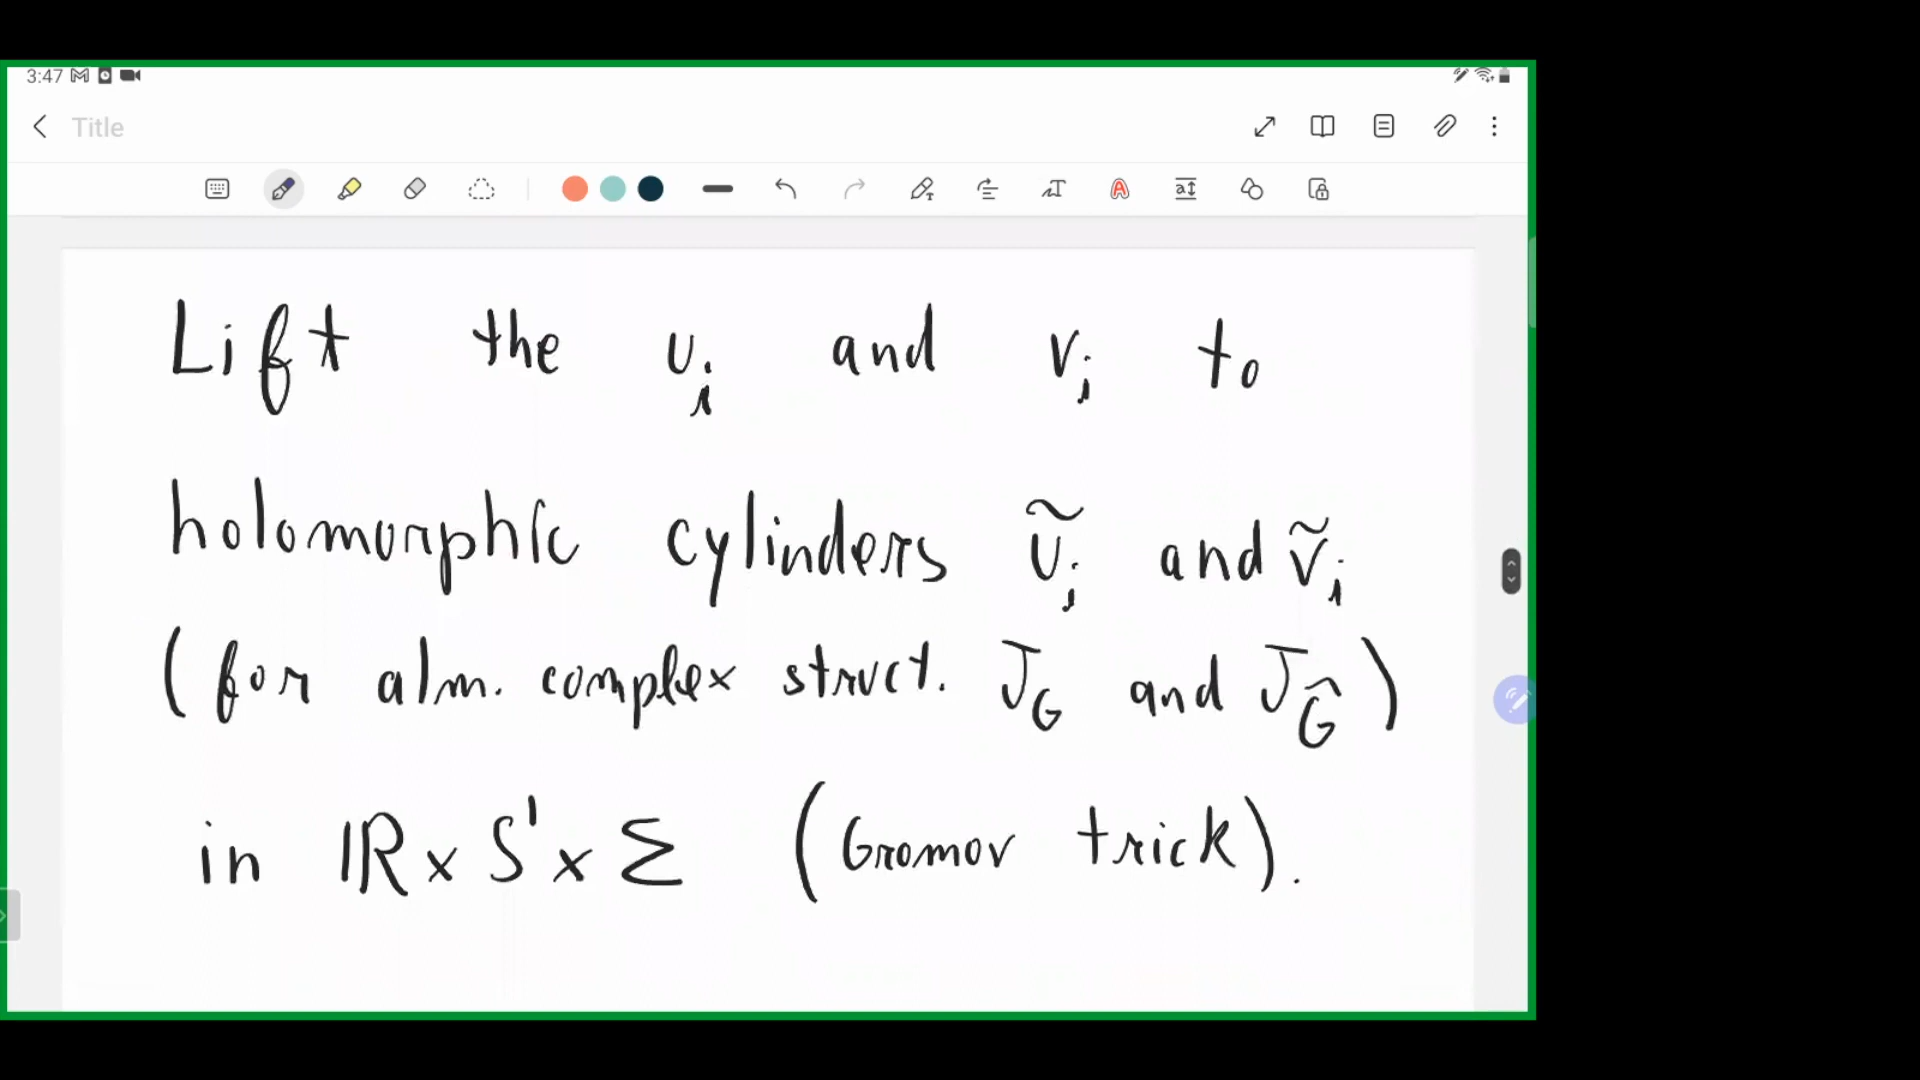 3:47
Title
Lift the u_i and v_i to
holomorphic cylinders ũ_i and ṽ_i
(for alm. complex struct. J_G and J_Ĝ)
in ℝ × S¹ × Σ (Gromov trick).